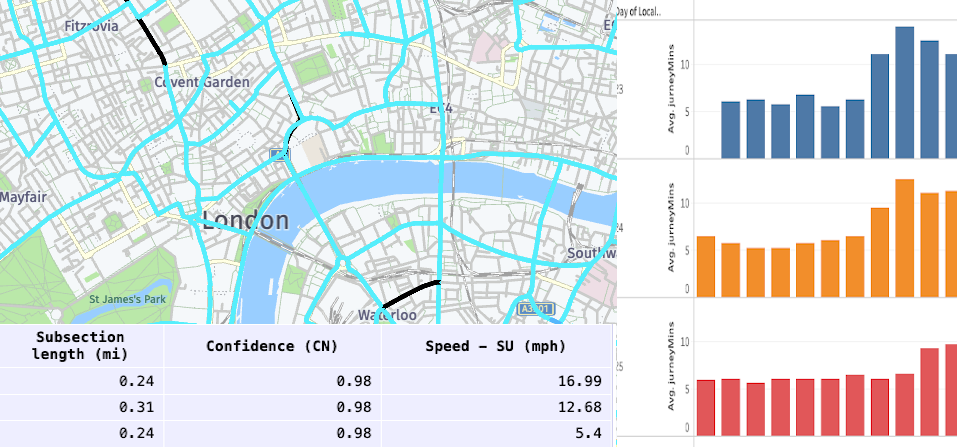 Fitzrovia
Covent Garden
EC4
Mayfair
London
Southwa
St James's Park
A3201
Waterloo
Subsection length (mi) Confidence (CN) Speed – SU (mph)
0.24 0.98 16.99
0.31 0.98 12.68
0.24 0.98 5.4
Day of Local..
23
Avg. jurneyMins
10
5
0
24
Avg. jurneyMins
10
5
0
25
Avg. jurneyMins
10
5
0